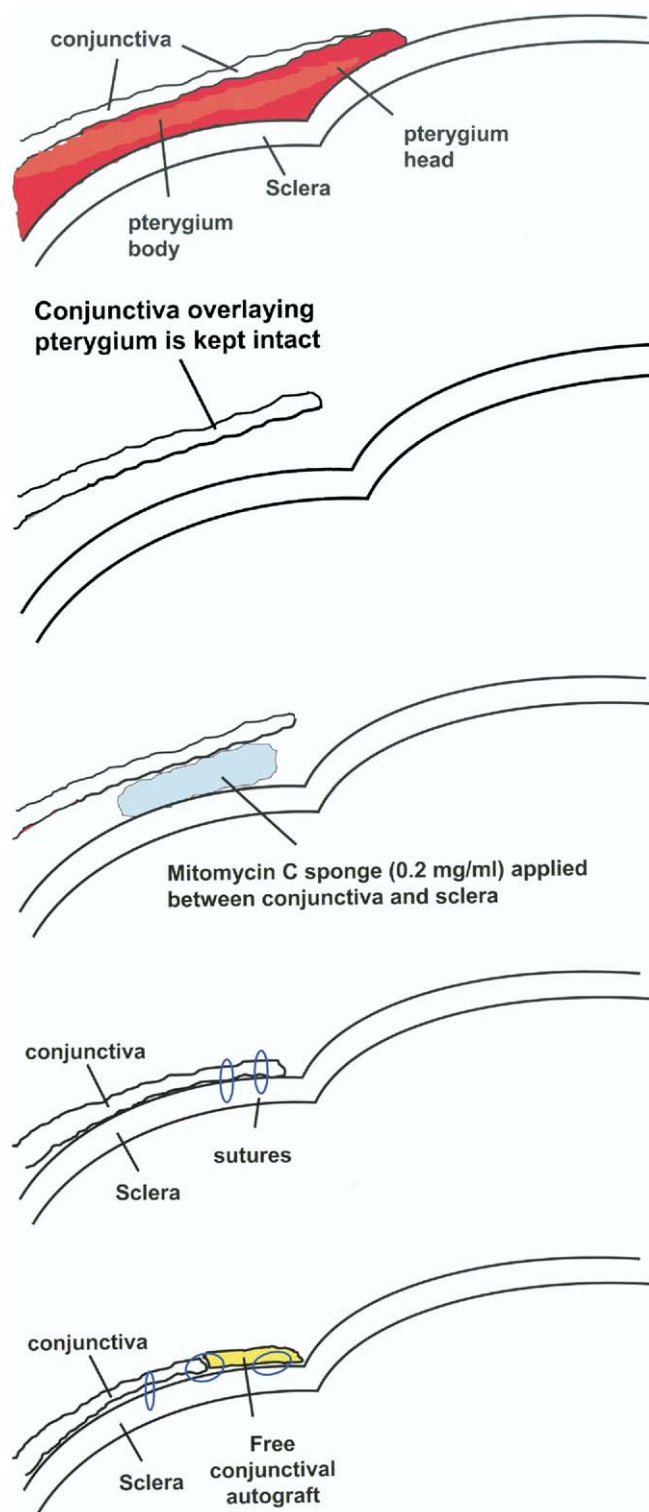 conjunctiva
pterygium
head
Sclera
pterygium
body
Conjunctiva overlaying
pterygium is kept intact
Mitomycin C sponge (0.2 mg/ml) applied
between conjunctiva and sclera
conjunctiva
sutures
Sclera
conjunctiva
Sclera
Free
conjunctival
autograft